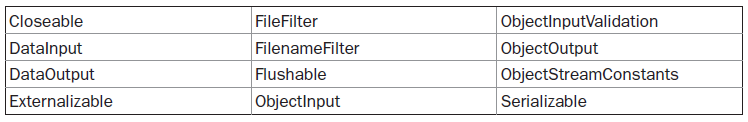 Closeable FileFilter ObjectInputValidation
DataInput FilenameFilter ObjectOutput
DataOutput Flushable ObjectStreamConstants
Externalizable ObjectInput Serializable